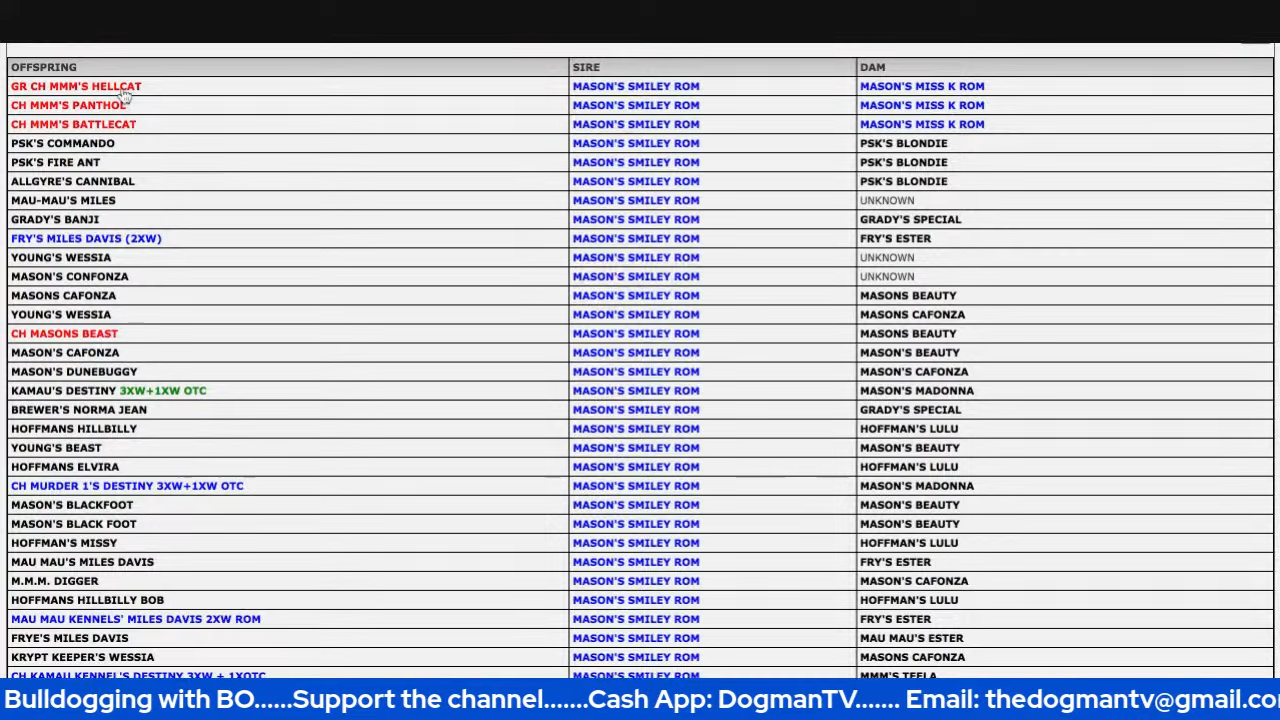 OFFSPRING SIRE DAM
GR CH MMM'S HELLCAT MASON'S SMILEY ROM MASON'S MISS K ROM
CH MMM'S PANTHOL MASON'S SMILEY ROM MASON'S MISS K ROM
CH MMM'S BATTLECAT MASON'S SMILEY ROM MASON'S MISS K ROM
PSK'S COMMANDO MASON'S SMILEY ROM PSK'S BLONDIE
PSK'S FIRE ANT MASON'S SMILEY ROM PSK'S BLONDIE
ALLGYRE'S CANNIBAL MASON'S SMILEY ROM PSK'S BLONDIE
MAU-MAU'S MILES MASON'S SMILEY ROM UNKNOWN
GRADY'S BANJI MASON'S SMILEY ROM GRADY'S SPECIAL
FRY'S MILES DAVIS (2XW) MASON'S SMILEY ROM FRY'S ESTER
YOUNG'S WESSIA MASON'S SMILEY ROM UNKNOWN
MASON'S CONFONZA MASON'S SMILEY ROM UNKNOWN
MASONS CAFONZA MASON'S SMILEY ROM MASONS BEAUTY
YOUNG'S WESSIA MASON'S SMILEY ROM MASONS CAFONZA
CH MASONS BEAST MASON'S SMILEY ROM MASONS BEAUTY
MASON'S CAFONZA MASON'S SMILEY ROM MASON'S BEAUTY
MASON'S DUNEBUGGY MASON'S SMILEY ROM MASON'S CAFONZA
KAMAU'S DESTINY 3XW+1XW OTC MASON'S SMILEY ROM MASON'S MADONNA
BREWER'S NORMA JEAN MASON'S SMILEY ROM GRADY'S SPECIAL
HOFFMANS HILLBILLY MASON'S SMILEY ROM HOFFMAN'S LULU
YOUNG'S BEAST MASON'S SMILEY ROM MASON'S BEAUTY
HOFFMANS ELVIRA MASON'S SMILEY ROM HOFFMAN'S LULU
CH MURDER 1'S DESTINY 3XW+1XW OTC MASON'S SMILEY ROM MASON'S MADONNA
MASON'S BLACKFOOT MASON'S SMILEY ROM MASON'S BEAUTY
MASON'S BLACK FOOT MASON'S SMILEY ROM MASON'S BEAUTY
HOFFMAN'S MISSY MASON'S SMILEY ROM HOFFMAN'S LULU
MAU MAU'S MILES DAVIS MASON'S SMILEY ROM FRY'S ESTER
M.M.M. DIGGER MASON'S SMILEY ROM MASON'S CAFONZA
HOFFMANS HILLBILLY BOB MASON'S SMILEY ROM HOFFMAN'S LULU
MAU MAU KENNELS' MILES DAVIS 2XW ROM MASON'S SMILEY ROM FRY'S ESTER
FRYE'S MILES DAVIS MASON'S SMILEY ROM MAU MAU'S ESTER
KRYPT KEEPER'S WESSIA MASON'S SMILEY ROM MASONS CAFONZA
CH KAMAU KENNEL'S DESTINY 3XW + 1XOTC MASON'S SMILEY ROM MMM'S TEELA
Bulldogging with BO......Support the channel.......Cash App: DogmanTV....... Email: thedogmantv@gmail.co